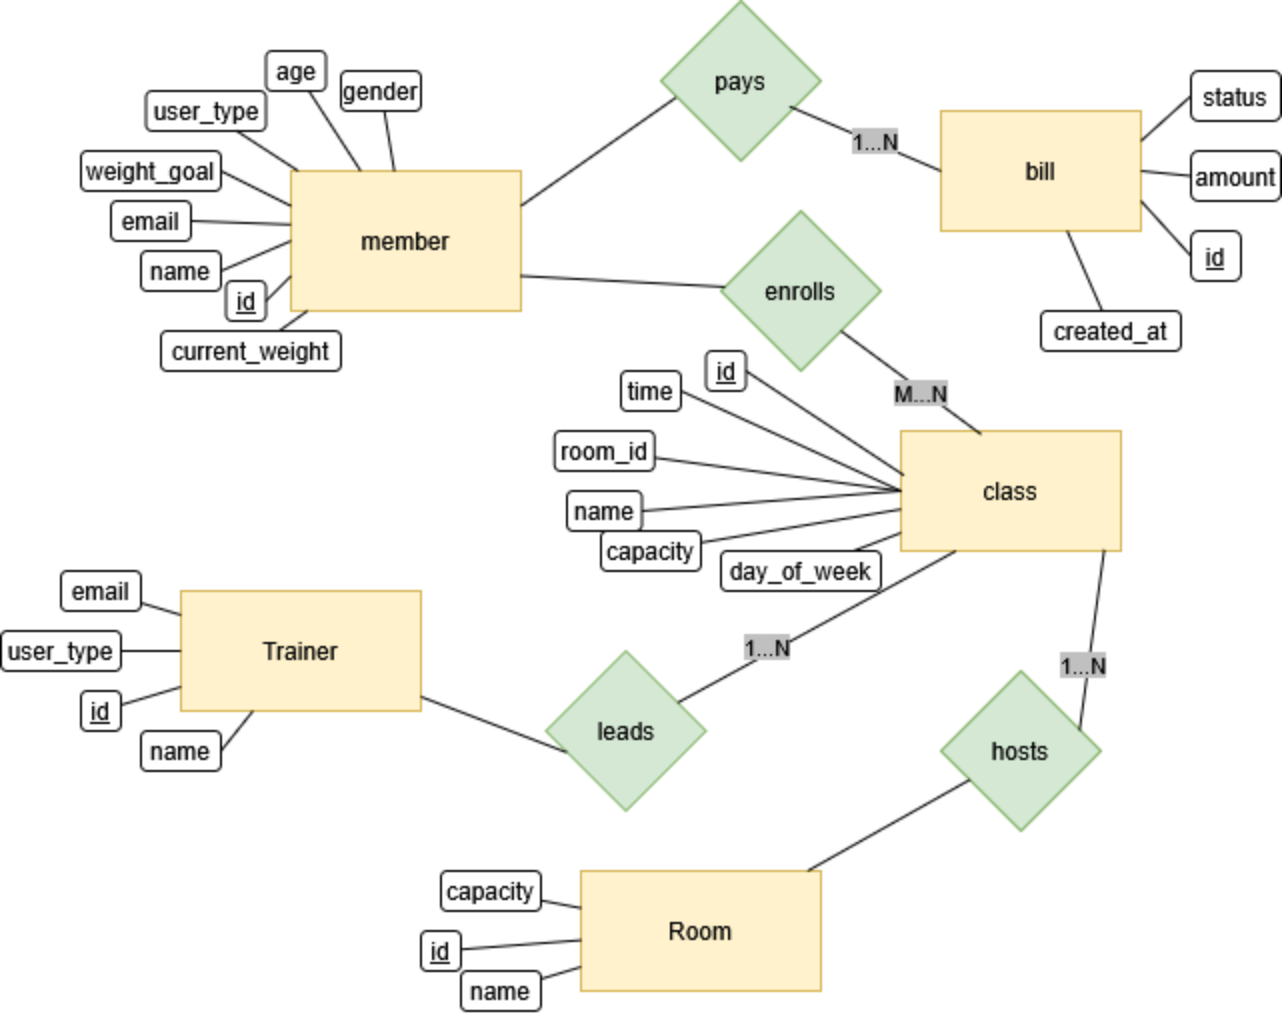 age
gender
user_type
weight_goal
email
name
id
current_weight
member
pays
1...N
bill
status
amount
id
created_at
enrolls
M...N
id
time
room_id
name
capacity
day_of_week
class
email
user_type
id
name
Trainer
leads
1...N
1...N
hosts
capacity
id
name
Room